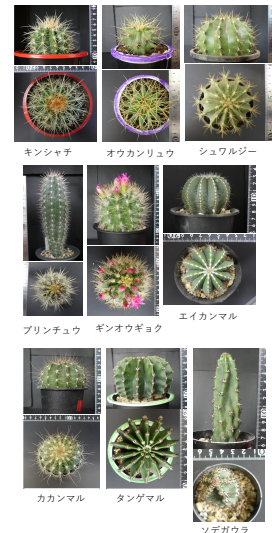 キンシャチ
オウカンリュウ
シュワルジー
ブリンチュウ
ギンオウギョク
エイカンマル
カカンマル
タンゲマル
ソデガウラ